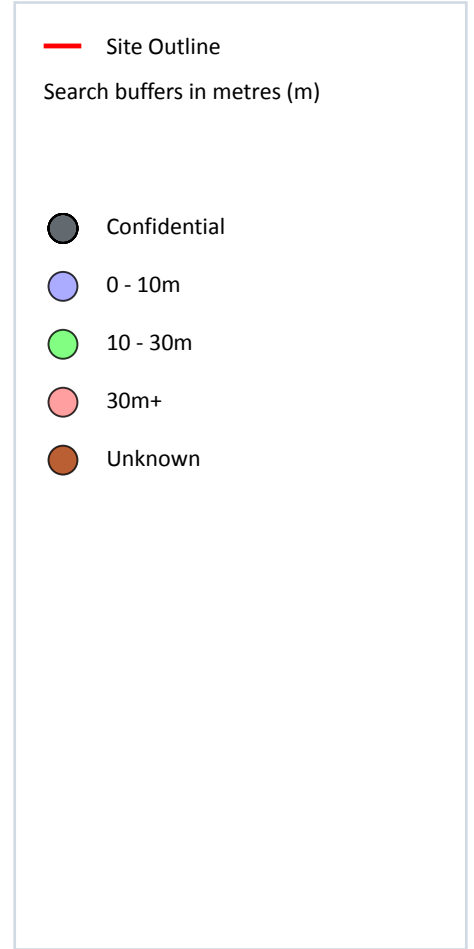 Site Outline
Search buffers in metres (m)
Confidential
0 - 10m
10 - 30m
30m+
Unknown